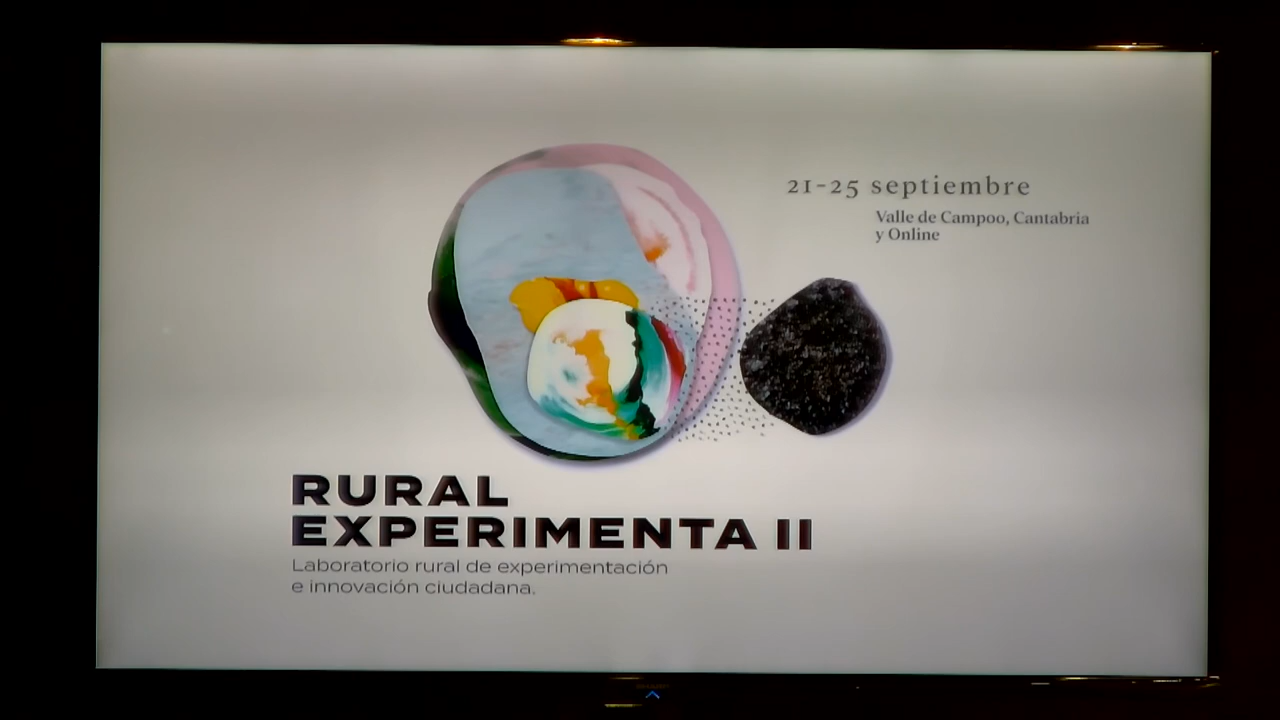 21-25 septiembre
Valle de Campoo, Cantabria
y Online
RURAL
EXPERIMENTA II
Laboratorio rural de experimentación
e innovación ciudadana.